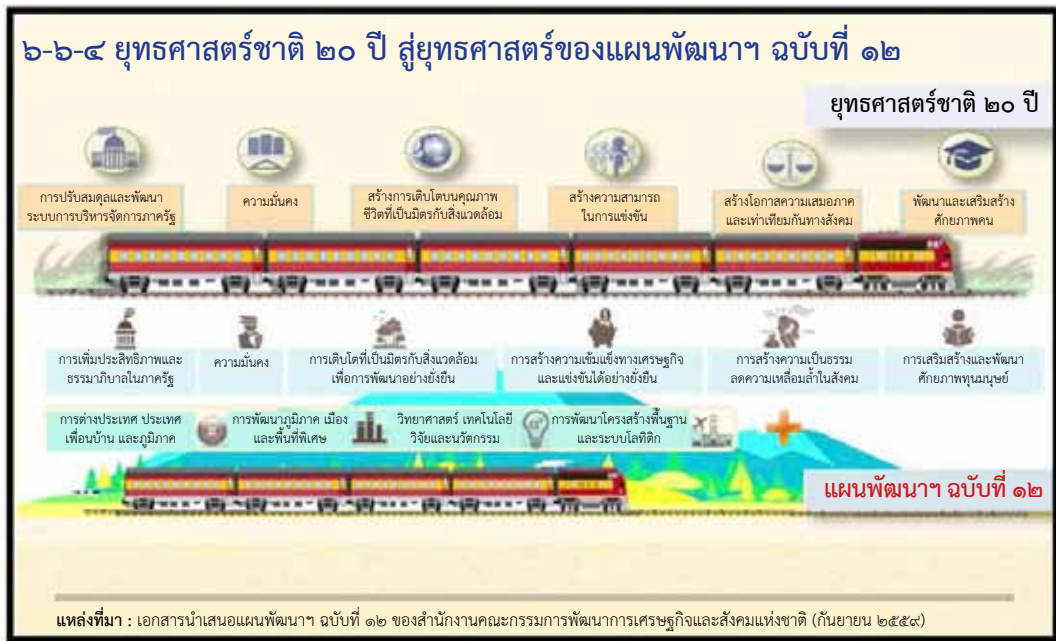 ๖-๖-๔ ยุทธศาสตร์ชาติ ๒๐ ปี สู่ยุทธศาสตร์ของแผนพัฒนาฯ ฉบับที่ ๑๒
ยุทธศาสตร์ชาติ ๒๐ ปี
การปรับสมดุลและพัฒนา
ระบบการบริหารจัดการภาครัฐ
ความมั่นคง
สร้างการเติบโตบนคุณภาพ
ชีวิตที่เป็นมิตรกับสิ่งแวดล้อม
สร้างความสามารถ
ในการแข่งขัน
สร้างโอกาสความเสมอภาค
และเท่าเทียมกันทางสังคม
พัฒนาและเสริมสร้าง
ศักยภาพคน
การเพิ่มประสิทธิภาพและ
ธรรมาภิบาลในภาครัฐ
ความมั่นคง
การเติบโตที่เป็นมิตรกับสิ่งแวดล้อม
เพื่อการพัฒนาอย่างยั่งยืน
การสร้างความเข้มแข็งทางเศรษฐกิจ
และแข่งขันได้อย่างยั่งยืน
การสร้างความเป็นธรรม
ลดความเหลื่อมล้ำในสังคม
การเสริมสร้างและพัฒนา
ศักยภาพทุนมนุษย์
การต่างประเทศ ประเทศ
เพื่อนบ้าน และภูมิภาค
การพัฒนาภูมิภาค เมือง
และพื้นที่พิเศษ
วิทยาศาสตร์ เทคโนโลยี
วิจัยและนวัตกรรม
การพัฒนาโครงสร้างพื้นฐาน
และระบบโลจิติก
แผนพัฒนาฯ ฉบับที่ ๑๒
แหล่งที่มา : เอกสารนำเสนอแผนพัฒนาฯ ฉบับที่ ๑๒ ของสำนักงานคณะกรรมการพัฒนาการเศรษฐกิจและสังคมแห่งชาติ (กันยายน ๒๕๕๙)